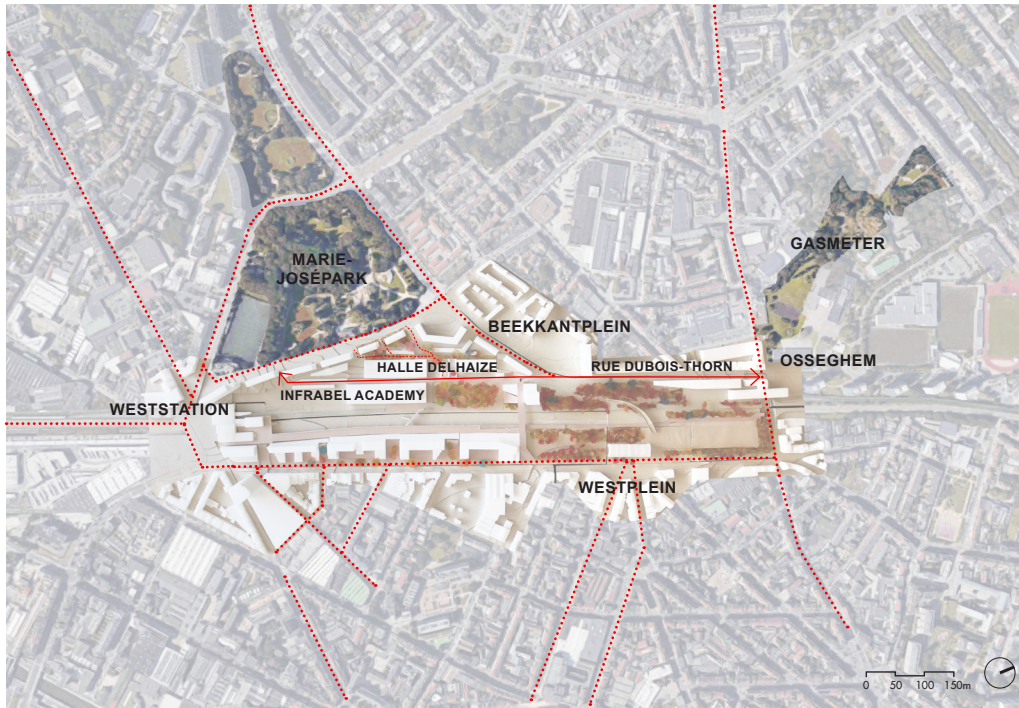 MARIE-
JOSÉPARK
GASMETER
BEEKKANTPLEIN
OSSEGHEM
HALLE DELHAIZE
RUE DUBOIS-THORN
INFRABEL ACADEMY
WESTSTATION
WESTPLEIN
0 50 100 150m